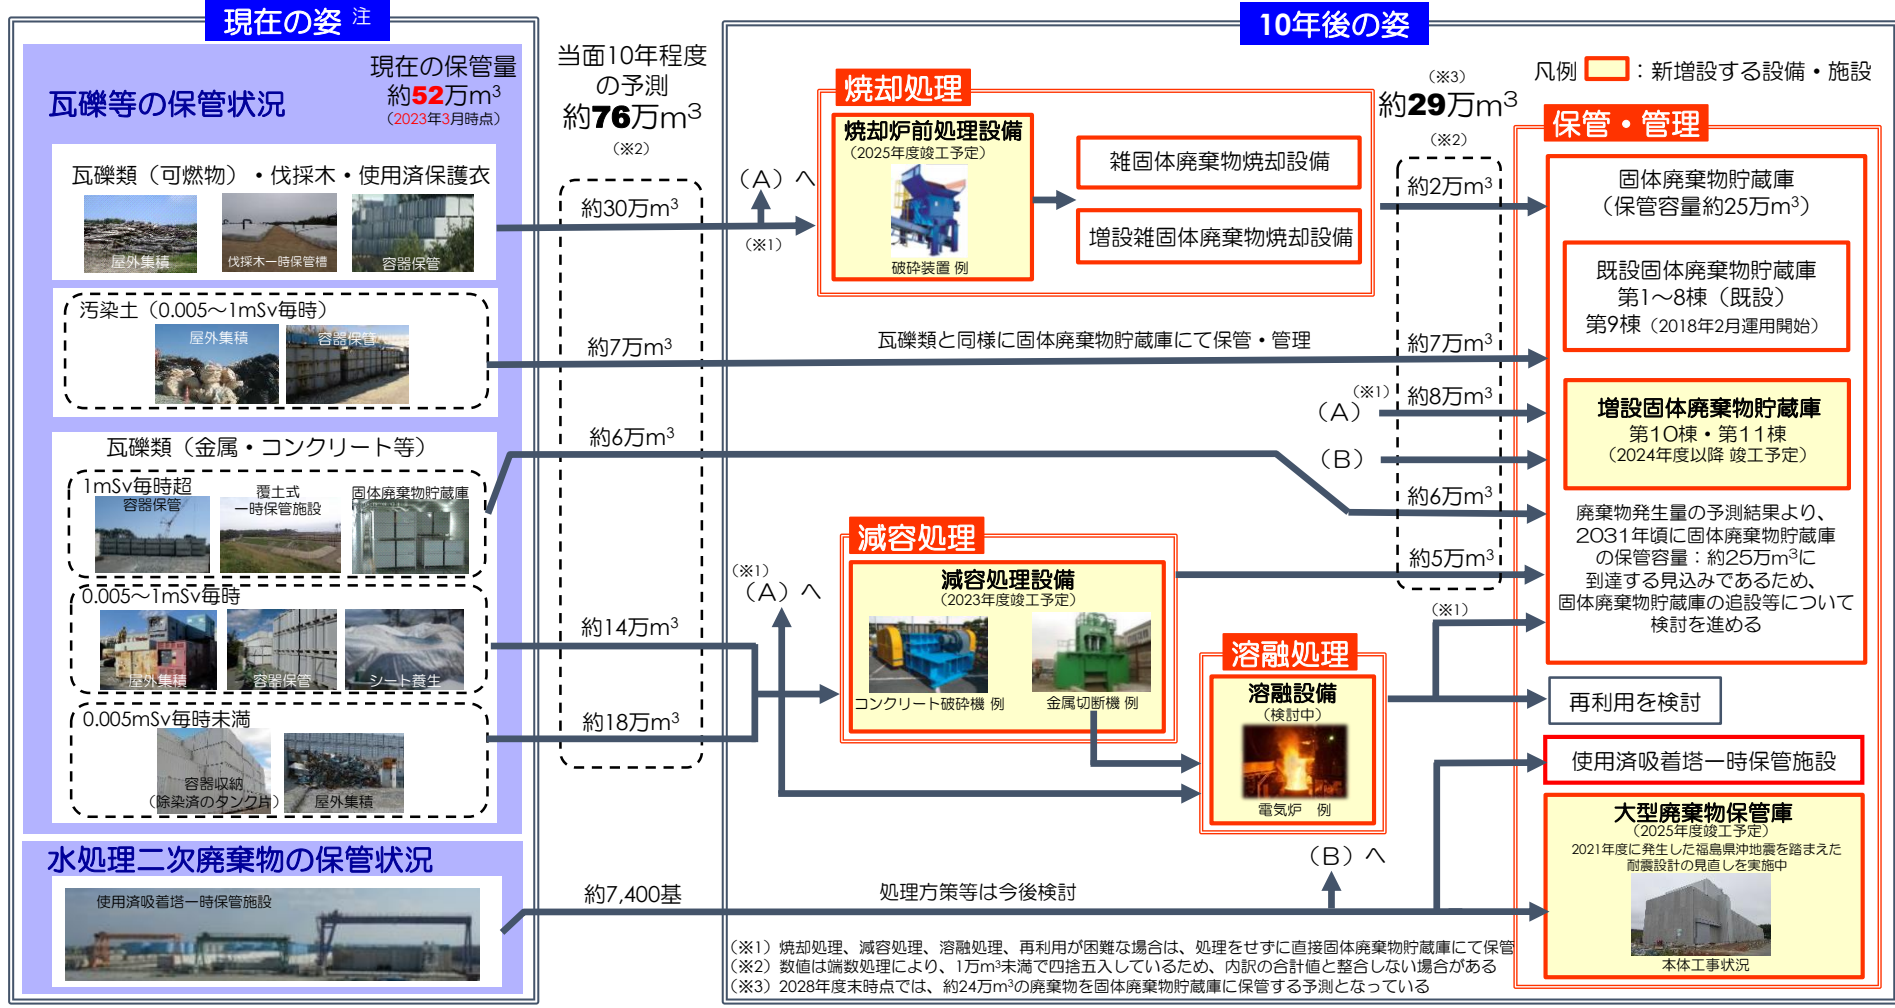 現在の姿 注
瓦礫等の保管状況
現在の保管量
約52万m³
（2023年3月時点）
瓦礫類（可燃物）・伐採木・使用済保護衣
屋外集積
伐採木一時保管槽
容器保管
汚染土（0.005～1mSv毎時）
屋外集積
容器保管
瓦礫類（金属・コンクリート等）
1mSv毎時超
容器保管
覆土式
一時保管施設
固体廃棄物貯蔵庫
0.005～1mSv毎時
屋外集積
容器保管
シート養生
0.005mSv毎時未満
容器収納
（除染済のタンク片）
屋外集積
水処理二次廃棄物の保管状況
使用済吸着塔一時保管施設
当面10年程度
の予測
約76万m³
（※2）
約30万m³
約7万m³
約6万m³
約14万m³
約18万m³
約7,400基
10年後の姿
凡例
：新増設する設備・施設
（A）へ
（※1）
焼却処理
焼却炉前処理設備
（2025年度竣工予定）
破砕装置 例
雑固体廃棄物焼却設備
増設雑固体廃棄物焼却設備
瓦礫類と同様に固体廃棄物貯蔵庫にて保管・管理
（※1）
（A）へ
減容処理
減容処理設備
（2023年度竣工予定）
コンクリート破砕機 例
金属切断機 例
溶融処理
溶融設備
（検討中）
電気炉　例
（B）へ
処理方策等は今後検討
（※3）
約29万m³
（※2）
約2万m³
約7万m³
（※1）
（A）
約8万m³
（B）
約6万m³
約5万m³
（※1）
保管・管理
固体廃棄物貯蔵庫
（保管容量約25万m³）
既設固体廃棄物貯蔵庫
第1～8棟（既設）
第9棟（2018年2月運用開始）
増設固体廃棄物貯蔵庫
第10棟・第11棟
（2024年度以降 竣工予定）
廃棄物発生量の予測結果より、
2031年頃に固体廃棄物貯蔵庫
の保管容量：約25万m³に
到達する見込みであるため、
固体廃棄物貯蔵庫の追設等について
検討を進める
再利用を検討
使用済吸着塔一時保管施設
大型廃棄物保管庫
（2025年度竣工予定）
2021年度に発生した福島県沖地震を踏まえた
耐震設計の見直しを実施中
本体工事状況
（※1）焼却処理、減容処理、溶融処理、再利用が困難な場合は、処理をせずに直接固体廃棄物貯蔵庫にて保管
（※2）数値は端数処理により、1万m³未満で四捨五入しているため、内訳の合計値と整合しない場合がある
（※3）2028年度末時点では、約24万m³の廃棄物を固体廃棄物貯蔵庫に保管する予測となっている